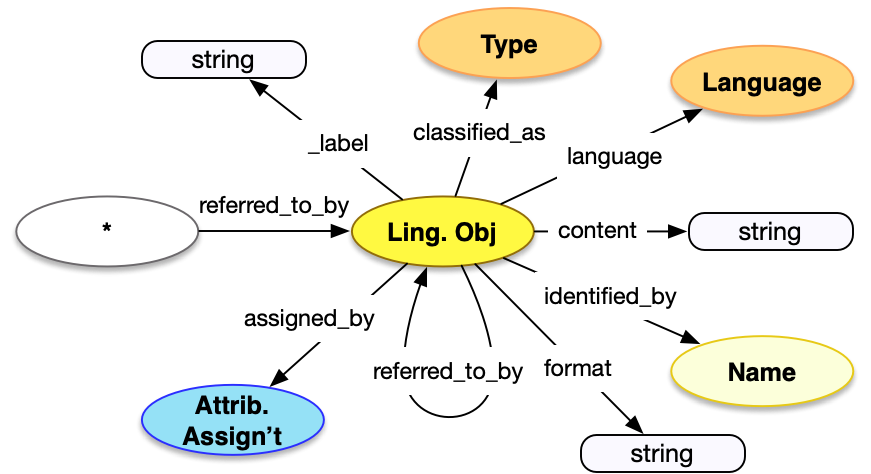 Type
string
Language
_label
classified_as
language
referred_to_by
*
Ling. Obj
content
string
identified_by
assigned_by
referred_to_by
format
Name
Attrib.
Assign’t
string